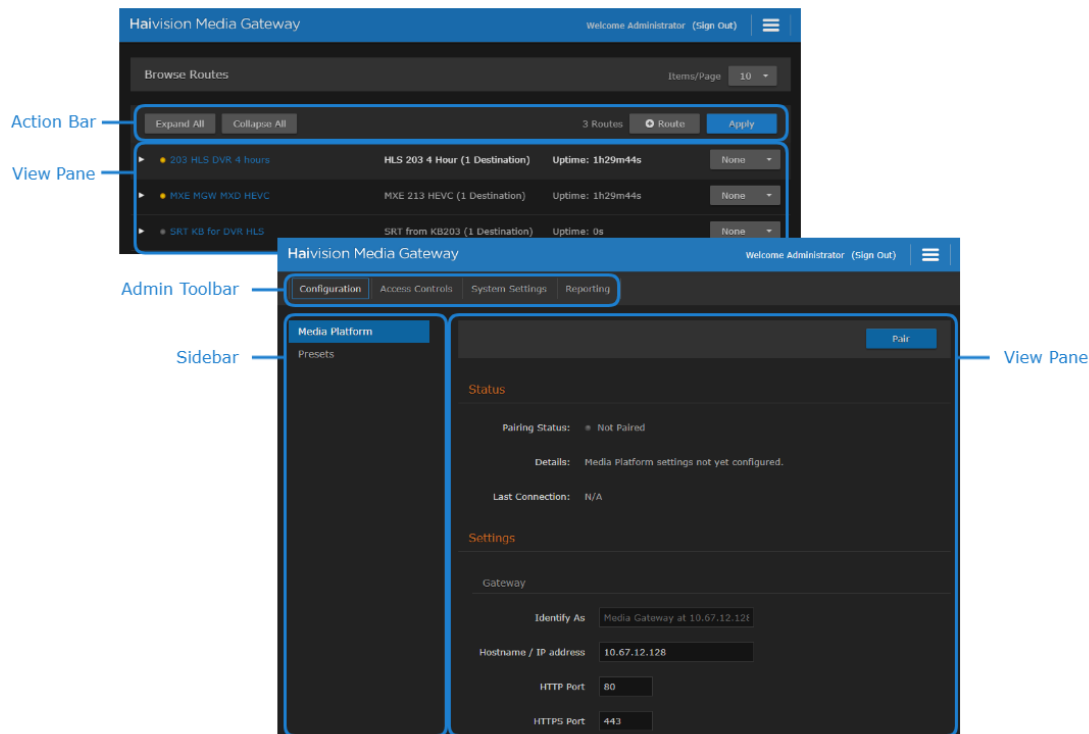 Haivision Media Gateway
Welcome Administrator (Sign Out)
Browse Routes
Items/Page 10
Action Bar
Expand All Collapse All 3 Routes Route Apply
View Pane
203 HLS DVR 4 hours HLS 203 4 Hour (1 Destination) Uptime: 1h29m44s None
MXE MGW MXD HEVC MXE 213 HEVC (1 Destination) Uptime: 1h29m44s None
SRT KB for DVR HLS SRT from KB203 (1 Destination) Uptime: 0s None
Haivision Media Gateway
Welcome Administrator (Sign Out)
Admin Toolbar
Configuration Access Controls System Settings Reporting
Sidebar
Media Platform
Presets
View Pane
Pair
Status
Pairing Status: Not Paired
Details: Media Platform settings not yet configured.
Last Connection: N/A
Settings
Gateway
Identify As Media Gateway at 10.67.12.128
Hostname / IP address 10.67.12.128
HTTP Port 80
HTTPS Port 443